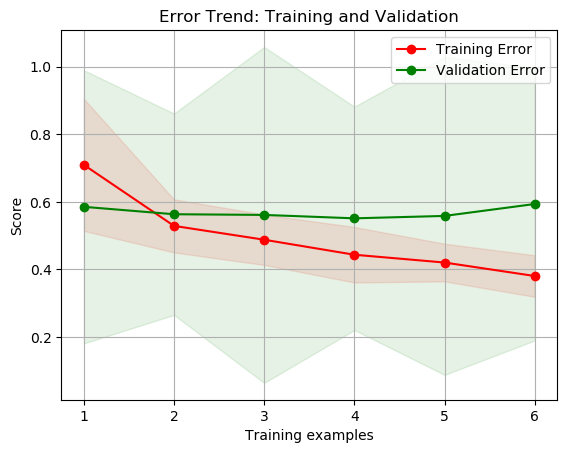 Error Trend: Training and Validation
Training Error
Validation Error
1.0
0.8
0.6
0.4
0.2
Score
1 2 3 4 5 6
Training examples